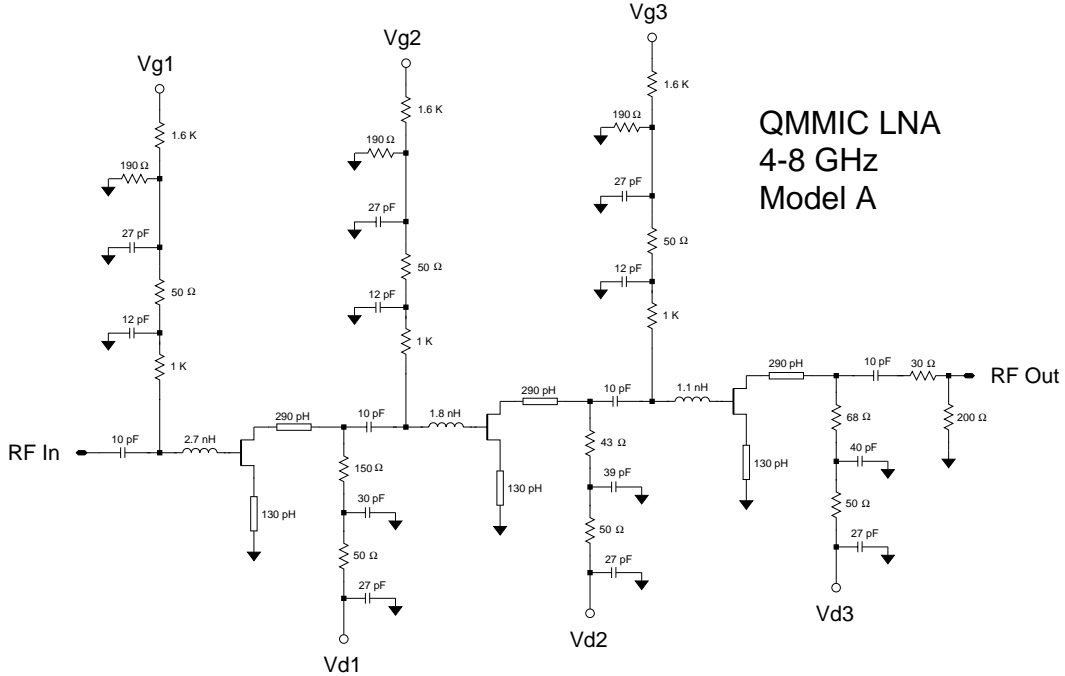 Vg1
1.6 K
190 Ω
27 pF
50 Ω
12 pF
1 K
Vg2
1.6 K
190 Ω
27 pF
50 Ω
12 pF
1 K
Vg3
1.6 K
190 Ω
27 pF
50 Ω
12 pF
1 K
QMMIC LNA
4-8 GHz
Model A
RF In
10 pF
2.7 nH
290 pH
130 pH
10 pF
150 Ω
30 pF
50 Ω
27 pF
Vd1
1.8 nH
290 pH
130 pH
10 pF
43 Ω
39 pF
50 Ω
27 pF
Vd2
1.1 nH
290 pH
130 pH
10 pF
30 Ω
RF Out
200 Ω
68 Ω
40 pF
50 Ω
27 pF
Vd3